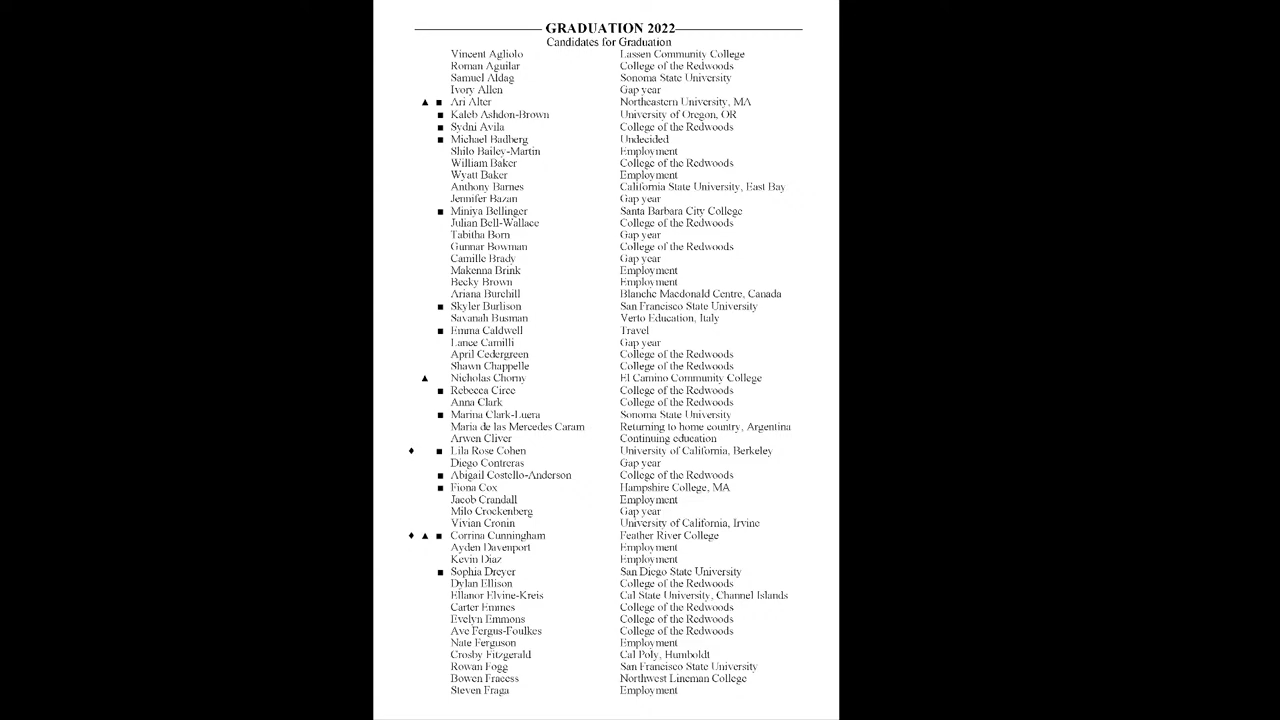 GRADUATION 2022
Candidates for Graduation
Vincent Agliolo Lassen Community College
Roman Aguilar College of the Redwoods
Samuel Aldag Sonoma State University
Ivory Allen Gap year
▲ ■ Ari Alter Northeastern University, MA
■ Kaleb Ashdon-Brown University of Oregon, OR
■ Sydni Avila College of the Redwoods
■ Michael Badberg Undecided
Shilo Bailey-Martin Employment
William Baker College of the Redwoods
Wyatt Baker Employment
Anthony Barnes California State University, East Bay
Jennifer Bazan Gap year
■ Miniya Bellinger Santa Barbara City College
Julian Bell-Wallace College of the Redwoods
Tabitha Born Gap year
Gunnar Bowman College of the Redwoods
Camille Brady Gap year
Makenna Brink Employment
Becky Brown Employment
Ariana Burchill Blanche Macdonald Centre, Canada
■ Skyler Burlison San Francisco State University
Savanah Busman Verto Education, Italy
■ Emma Caldwell Travel
Lance Camilli Gap year
April Cedergreen College of the Redwoods
Shawn Chappelle College of the Redwoods
▲ Nicholas Chorny El Camino Community College
■ Rebecca Circe College of the Redwoods
Anna Clark College of the Redwoods
■ Marina Clark-Luera Sonoma State University
Maria de las Mercedes Caram Returning to home country, Argentina
Arwen Cliver Continuing education
♦ ■ Lila Rose Cohen University of California, Berkeley
Diego Contreras Gap year
■ Abigail Costello-Anderson College of the Redwoods
■ Fiona Cox Hampshire College, MA
Jacob Crandall Employment
Milo Crockenberg Gap year
Vivian Cronin University of California, Irvine
♦ ▲ ■ Corrina Cunningham Feather River College
Ayden Davenport Employment
Kevin Diaz Employment
■ Sophia Dreyer San Diego State University
Dylan Ellison College of the Redwoods
Ellanor Elvine-Kreis Cal State University, Channel Islands
Carter Emmes College of the Redwoods
Evelyn Emmons College of the Redwoods
Ave Fergus-Foulkes College of the Redwoods
Nate Ferguson Employment
Crosby Fitzgerald Cal Poly, Humboldt
Rowan Fogg San Francisco State University
Bowen Fracess Northwest Lineman College
Steven Fraga Employment